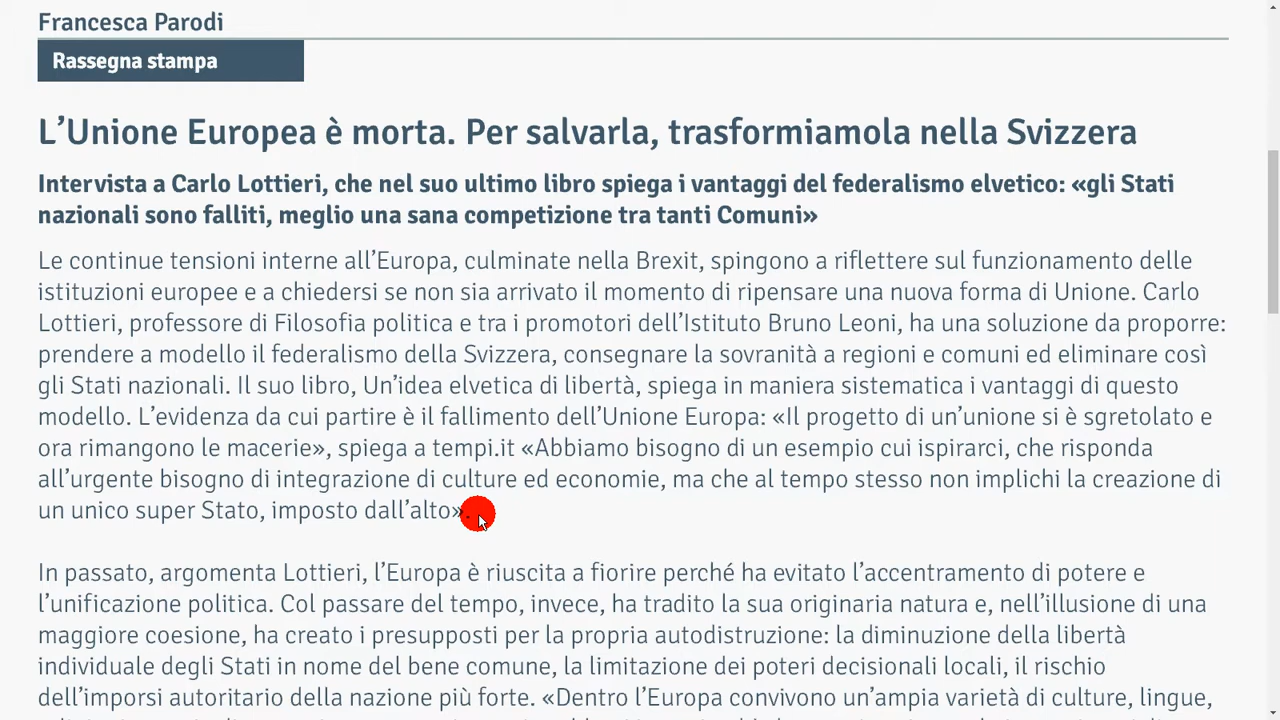 Francesca Parodi
Rassegna stampa
L’Unione Europea è morta. Per salvarla, trasformiamola nella Svizzera
Intervista a Carlo Lottieri, che nel suo ultimo libro spiega i vantaggi del federalismo elvetico: «gli Stati
nazionali sono falliti, meglio una sana competizione tra tanti Comuni»
Le continue tensioni interne all’Europa, culminate nella Brexit, spingono a riflettere sul funzionamento delle
istituzioni europee e a chiedersi se non sia arrivato il momento di ripensare una nuova forma di Unione. Carlo
Lottieri, professore di Filosofia politica e tra i promotori dell’Istituto Bruno Leoni, ha una soluzione da proporre:
prendere a modello il federalismo della Svizzera, consegnare la sovranità a regioni e comuni ed eliminare così
gli Stati nazionali. Il suo libro, Un’idea elvetica di libertà, spiega in maniera sistematica i vantaggi di questo
modello. L’evidenza da cui partire è il fallimento dell’Unione Europa: «Il progetto di un’unione si è sgretolato e
ora rimangono le macerie», spiega a tempi.it «Abbiamo bisogno di un esempio cui ispirarci, che risponda
all’urgente bisogno di integrazione di culture ed economie, ma che al tempo stesso non implichi la creazione di
un unico super Stato, imposto dall’alto».
In passato, argomenta Lottieri, l’Europa è riuscita a fiorire perché ha evitato l’accentramento di potere e
l’unificazione politica. Col passare del tempo, invece, ha tradito la sua originaria natura e, nell’illusione di una
maggiore coesione, ha creato i presupposti per la propria autodistruzione: la diminuzione della libertà
individuale degli Stati in nome del bene comune, la limitazione dei poteri decisionali locali, il rischio
dell’imporsi autoritario della nazione più forte. «Dentro l’Europa convivono un’ampia varietà di culture, lingue,